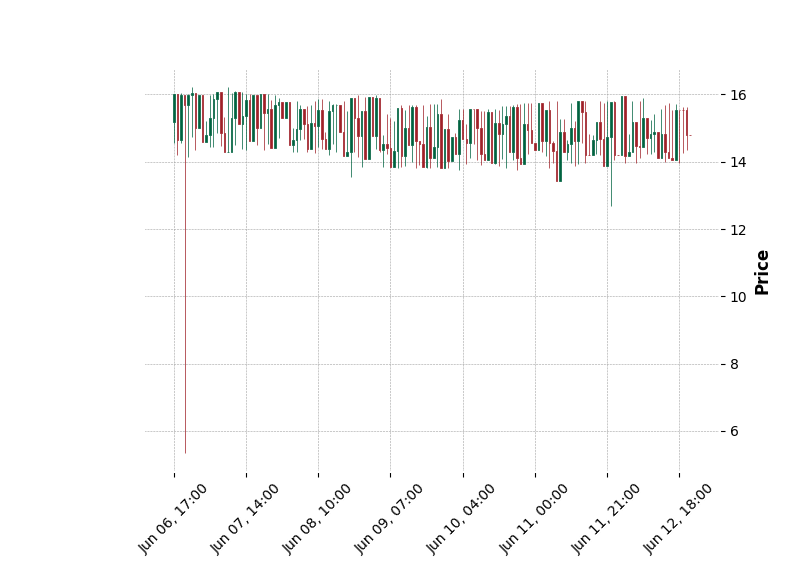 16
14
12
10
8
6
Price
Jun 06, 17:00
Jun 07, 14:00
Jun 08, 10:00
Jun 09, 07:00
Jun 10, 04:00
Jun 11, 00:00
Jun 11, 21:00
Jun 12, 18:00